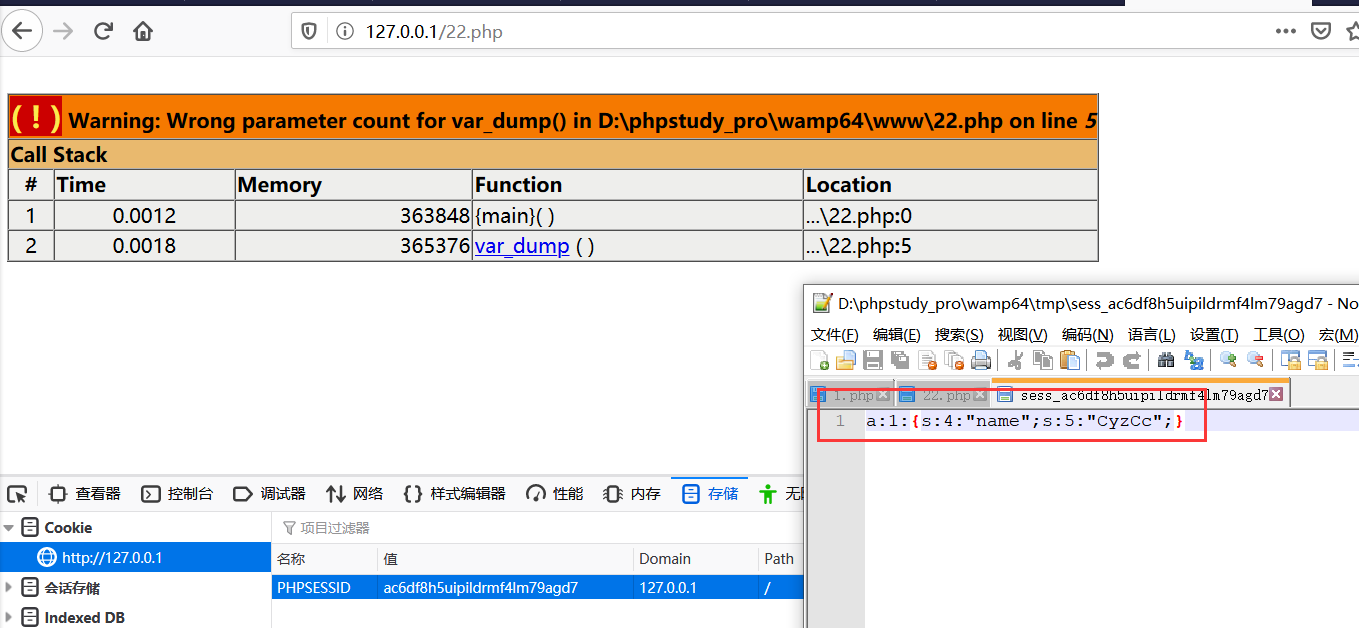 127.0.0.1/22.php
( ! ) Warning: Wrong parameter count for var_dump() in D:\phpstudy_pro\wamp64\www\22.php on line 5
Call Stack
# Time Memory Function Location
1 0.0012 363848 {main}( ) ...\22.php:0
2 0.0018 365376 var_dump ( ) ...\22.php:5
D:\phpstudy_pro\wamp64\tmp\sess_ac6df8h5uipildrmf4lm79agd7 - No
文件(F) 编辑(E) 搜索(S) 视图(V) 编码(N) 语言(L) 设置(T) 工具(O) 宏(M)
1.php 22.php sess_ac6df8h5uipildrmf4lm79agd7
1 a:1:{s:4:"name";s:5:"CyzCc";}
查看器 控制台 调试器 网络 样式编辑器 性能 内存 存储 无
Cookie 项目过滤器
http://127.0.0.1 名称 值 Domain Path
会话存储 PHPSESSID ac6df8h5uipildrmf4lm79agd7 127.0.0.1 /
Indexed DB